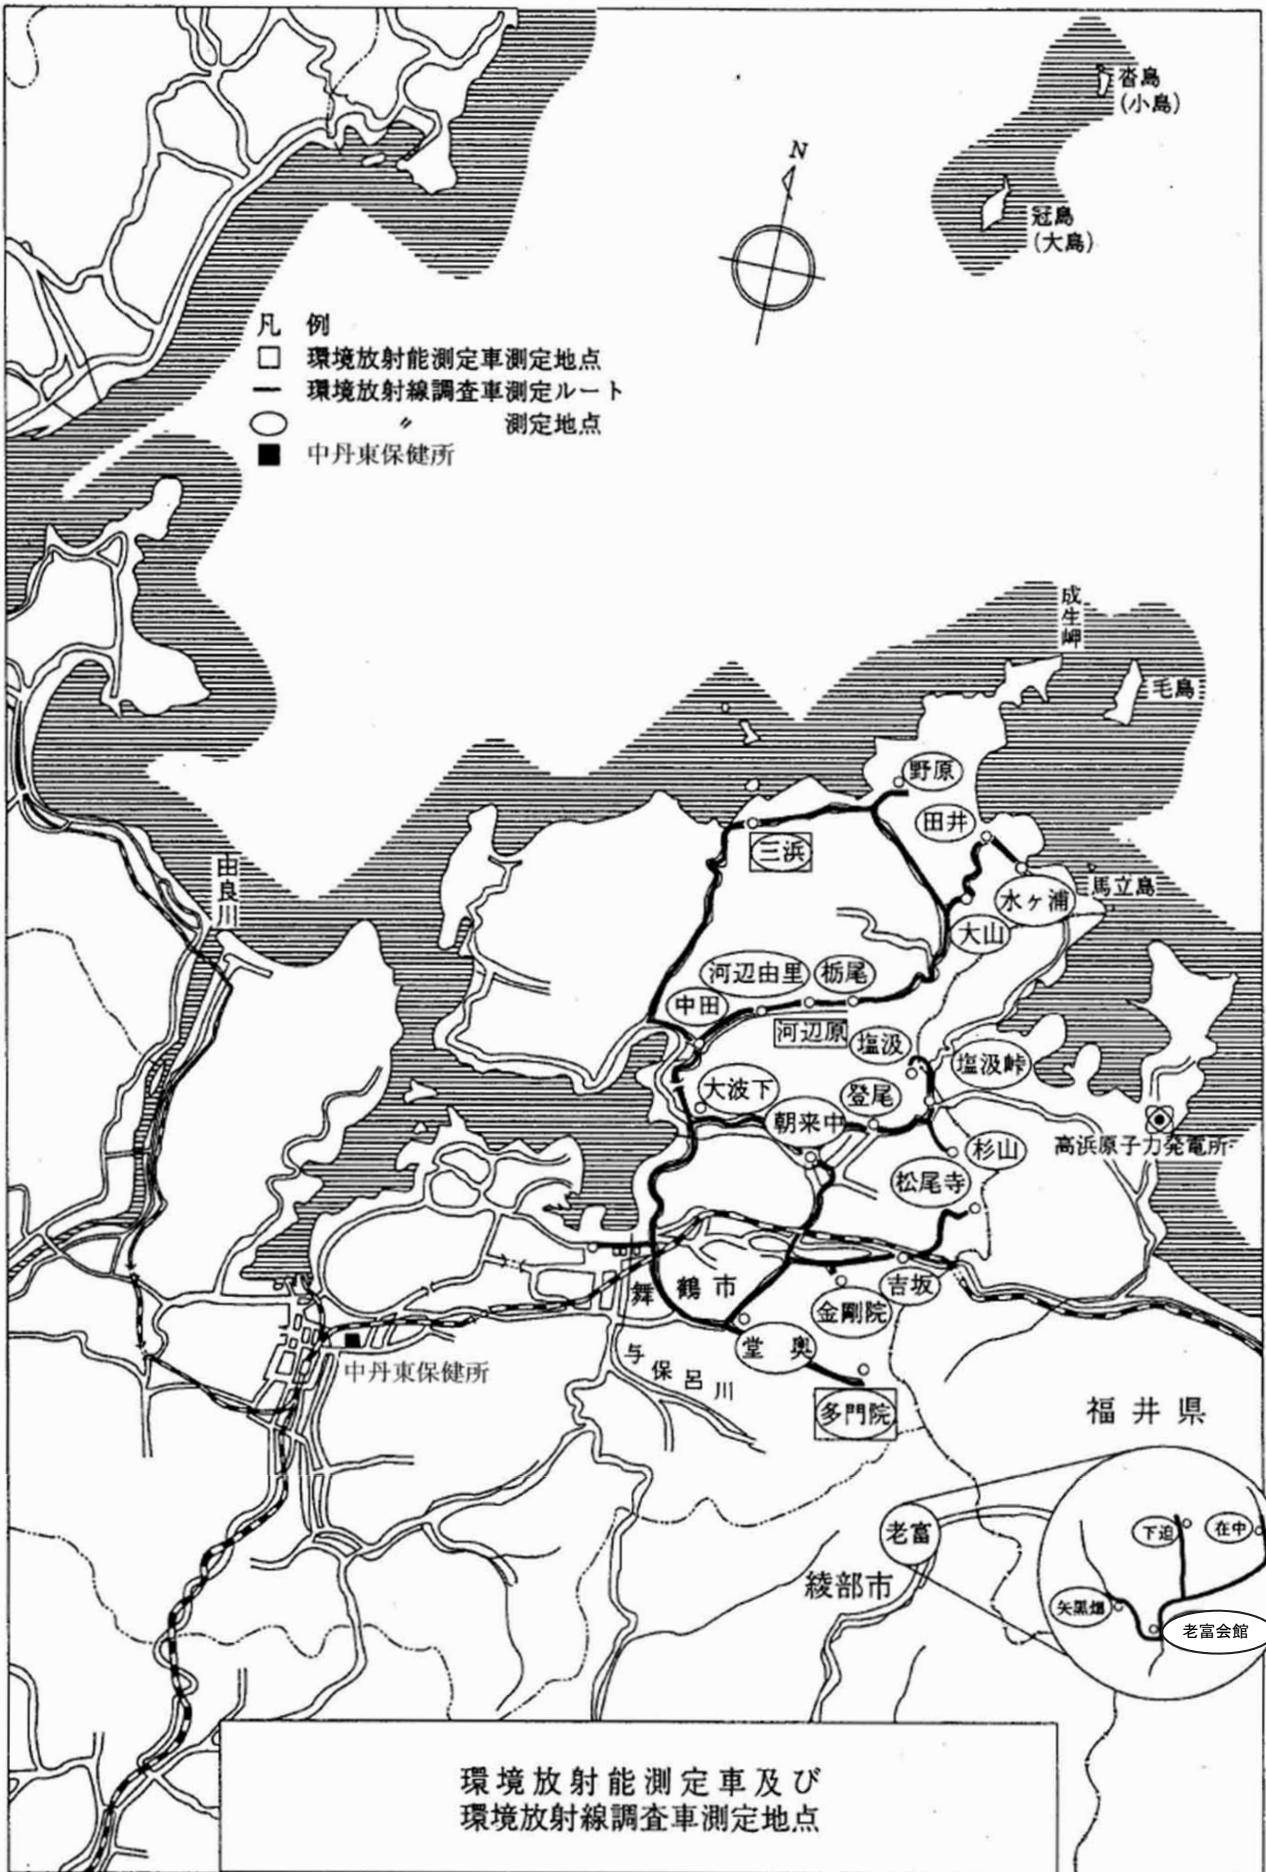 沓島
(小島)
N
冠島
(大島)
凡 例
環境放射能測定車測定地点
環境放射線調査車測定ルート
〃 測定地点
中丹東保健所
成生岬
毛島
野原
田井
三浜
水ヶ浦
馬立島
大山
由良川
河辺由里
栃尾
中田
河辺原
塩汲
塩汲峠
大波下
登尾
朝来中
杉山
高浜原子力発電所
松尾寺
舞鶴市
吉坂
金剛院
堂奥
与保呂川
中丹東保健所
多門院
福井県
老富
下迫
在中
綾部市
矢黒畑
老富会館
環境放射能測定車及び
環境放射線調査車測定地点